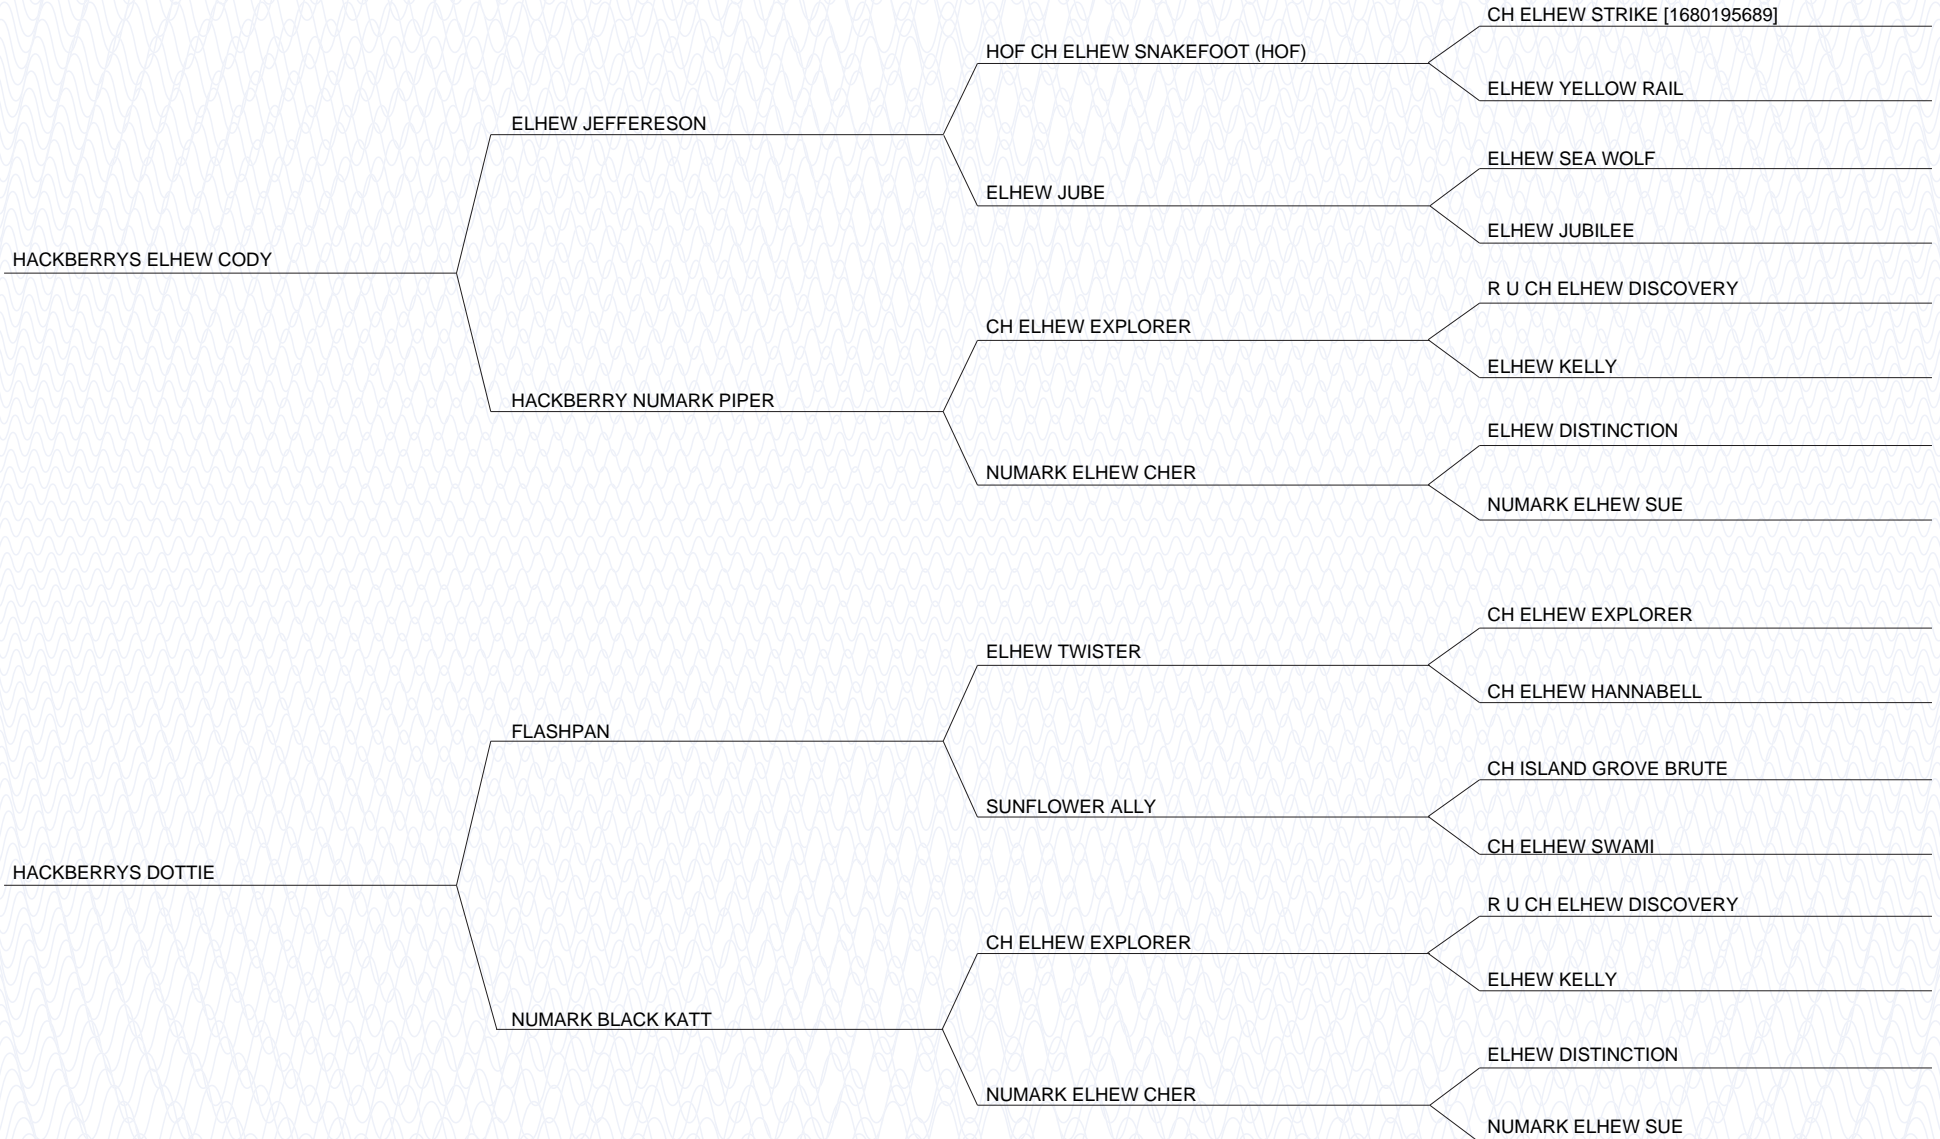 CH ELHEW STRIKE [1680195689]
HOF CH ELHEW SNAKEFOOT (HOF)
ELHEW YELLOW RAIL
ELHEW JEFFERESON
ELHEW SEA WOLF
ELHEW JUBE
ELHEW JUBILEE
HACKBERRYS ELHEW CODY
R U CH ELHEW DISCOVERY
CH ELHEW EXPLORER
ELHEW KELLY
HACKBERRY NUMARK PIPER
ELHEW DISTINCTION
NUMARK ELHEW CHER
NUMARK ELHEW SUE
CH ELHEW EXPLORER
ELHEW TWISTER
CH ELHEW HANNABELL
FLASHPAN
CH ISLAND GROVE BRUTE
SUNFLOWER ALLY
CH ELHEW SWAMI
HACKBERRYS DOTTIE
R U CH ELHEW DISCOVERY
CH ELHEW EXPLORER
ELHEW KELLY
NUMARK BLACK KATT
ELHEW DISTINCTION
NUMARK ELHEW CHER
NUMARK ELHEW SUE